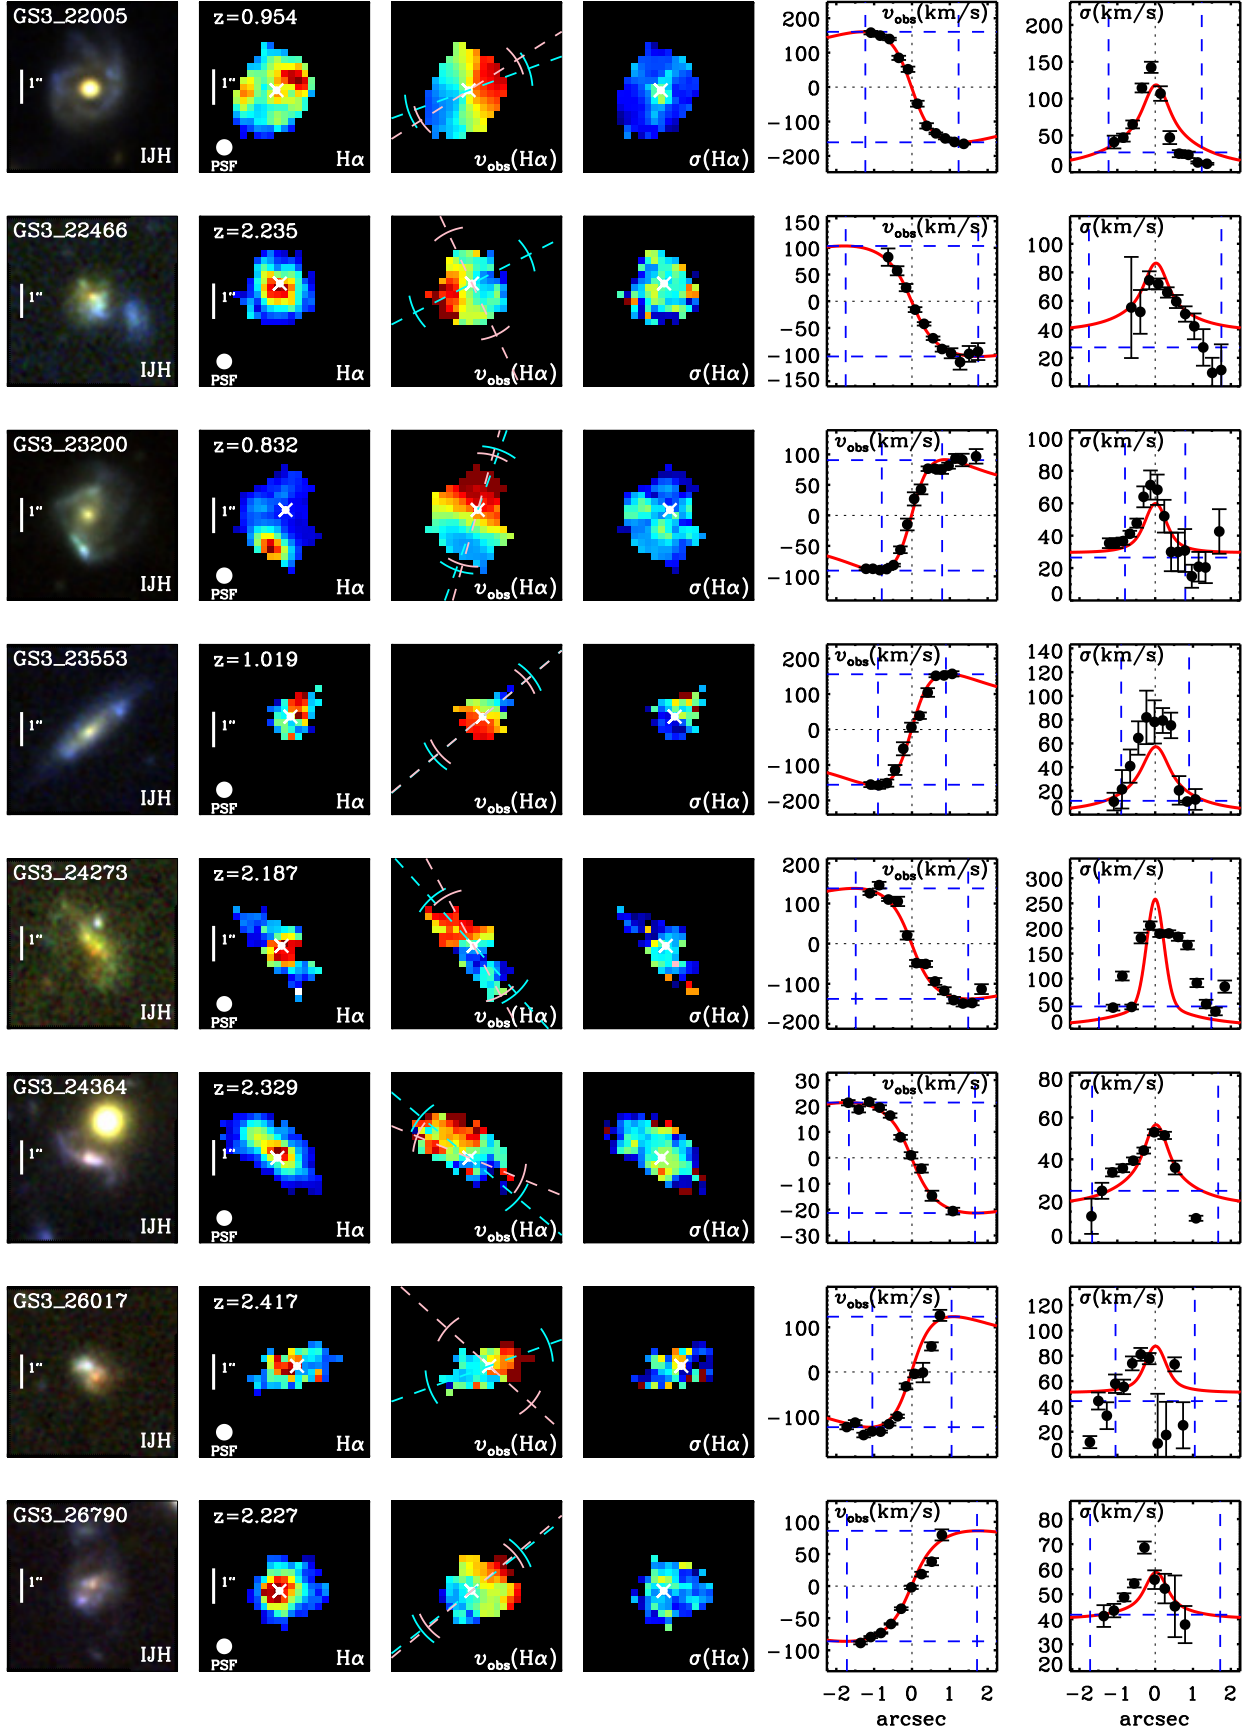 GS3_22005 z=0.954 v_obs(km/s) σ(km/s)
1" 1"
IJH PSF Hα v_obs(Hα) σ(Hα)
200 100 0 −100 −200
200 150 100 50 0
GS3_22466 z=2.235 v_obs(km/s) σ(km/s)
1" 1"
IJH PSF Hα v_obs(Hα) σ(Hα)
150 100 50 0 −50 −100 −150
100 80 60 40 20 0
GS3_23200 z=0.832 v_obs(km/s) σ(km/s)
1" 1"
IJH PSF Hα v_obs(Hα) σ(Hα)
100 50 0 −50 −100
100 80 60 40 20 0
GS3_23553 z=1.019 v_obs(km/s) σ(km/s)
1" 1"
IJH PSF Hα v_obs(Hα) σ(Hα)
200 100 0 −100 −200
140 120 100 80 60 40 20 0
GS3_24273 z=2.187 v_obs(km/s) σ(km/s)
1" 1"
IJH PSF Hα v_obs(Hα) σ(Hα)
200 100 0 −100 −200
300 250 200 150 100 50 0
GS3_24364 z=2.329 v_obs(km/s) σ(km/s)
1" 1"
IJH PSF Hα v_obs(Hα) σ(Hα)
30 20 10 0 −10 −20 −30
80 60 40 20 0
GS3_26017 z=2.417 v_obs(km/s) σ(km/s)
1" 1"
IJH PSF Hα v_obs(Hα) σ(Hα)
100 0 −100
120 100 80 60 40 20 0
GS3_26790 z=2.227 v_obs(km/s) σ(km/s)
1" 1"
IJH PSF Hα v_obs(Hα) σ(Hα)
100 50 0 −50 −100
80 70 60 50 40 30 20
−2 −1 0 1 2 −2 −1 0 1 2
arcsec arcsec